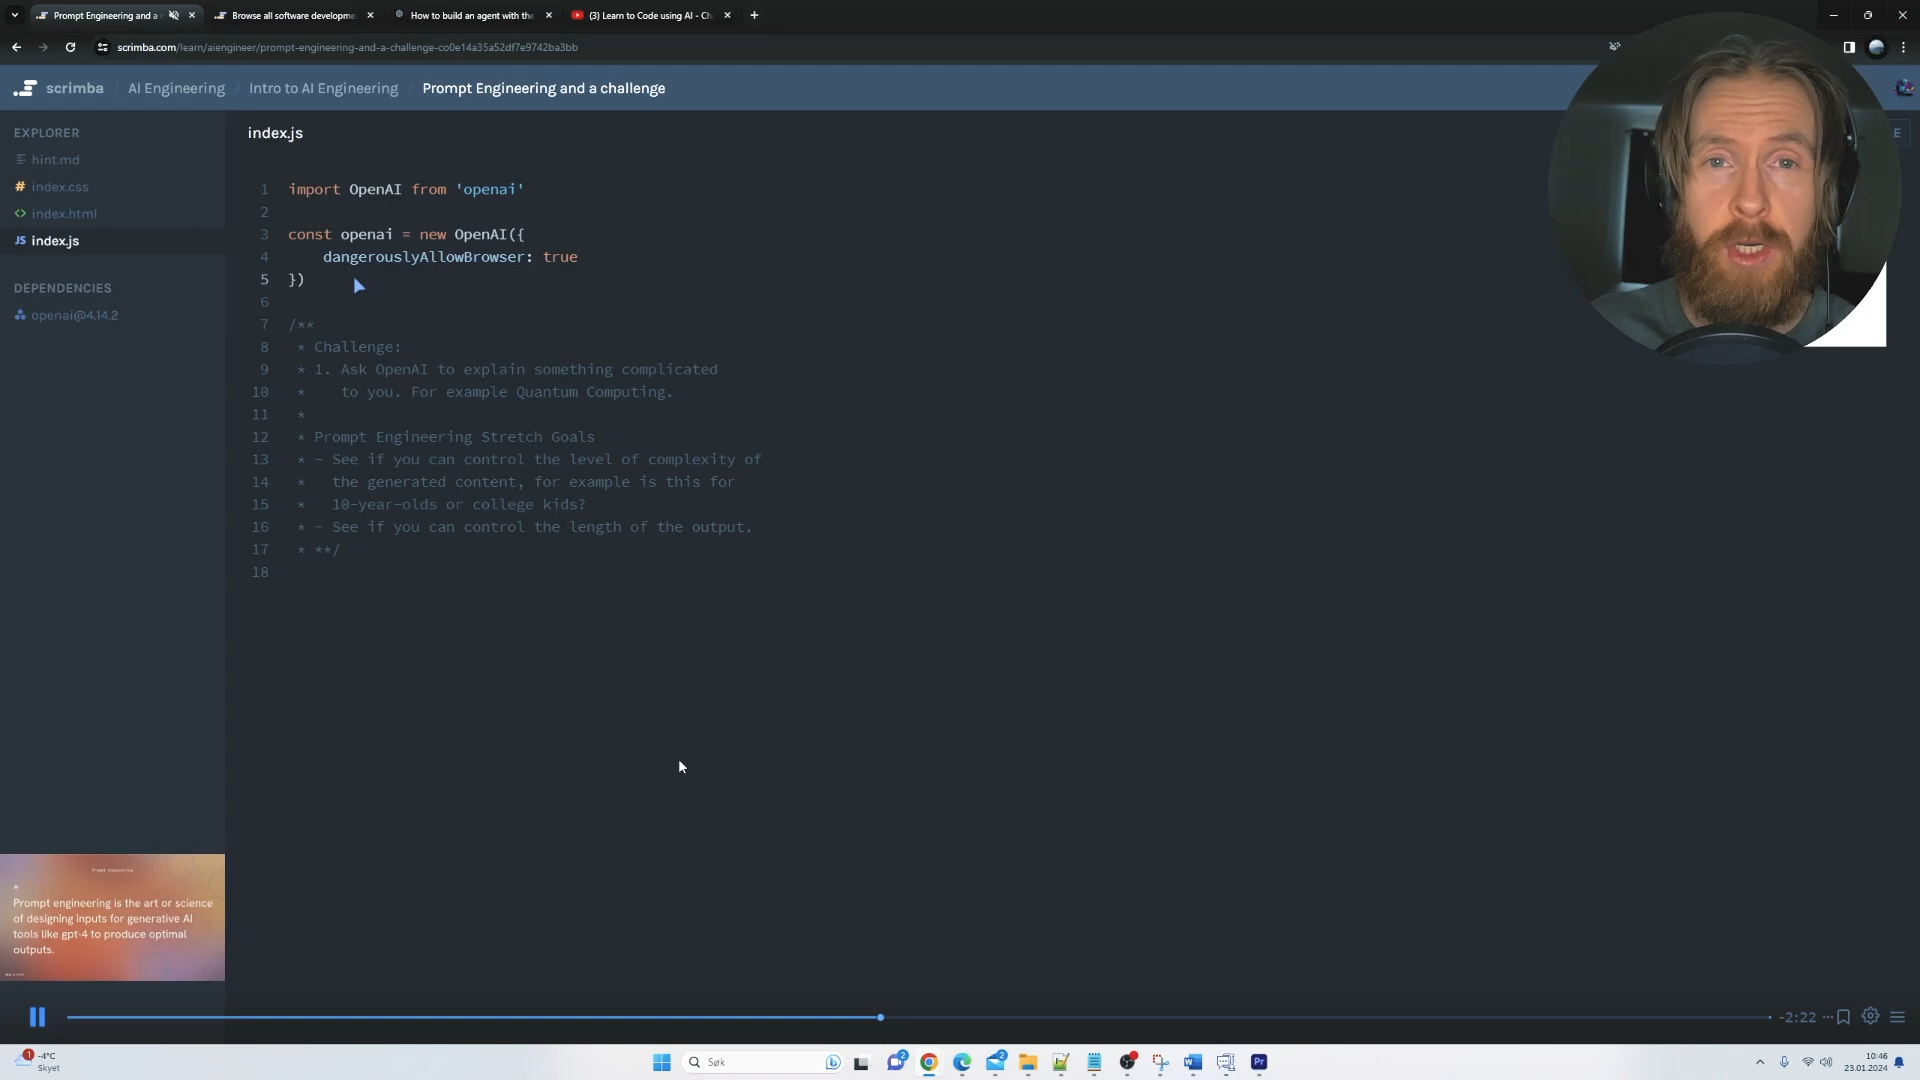 Prompt Engineering and a
Browse all software developme
How to build an agent with the
(3) Learn to Code using AI - Ch
scrimba.com/learn/aiengineer/prompt-engineering-and-a-challenge-co0e14a35a52df7e9742ba3bb
scrimba / AI Engineering / Intro to AI Engineering / Prompt Engineering and a challenge
EXPLORER
hint.md
index.css
index.html
JS index.js
DEPENDENCIES
openai@4.14.2
index.js
E
1 import OpenAI from 'openai'
2
3 const openai = new OpenAI({
4 dangerouslyAllowBrowser: true
5 })
6
7 /**
8 * Challenge:
9 * 1. Ask OpenAI to explain something complicated
10 * to you. For example Quantum Computing.
11 *
12 * Prompt Engineering Stretch Goals
13 * - See if you can control the level of complexity of
14 * the generated content, for example is this for
15 * 10-year-olds or college kids?
16 * - See if you can control the length of the output.
17 * **/
18
Prompt Engineering
"
Prompt engineering is the art or science
of designing inputs for generative AI
tools like gpt-4 to produce optimal
outputs.
-2:22
1
-4°C
Skyet
Søk
2
2
W
Pr
10:46
23.01.2024